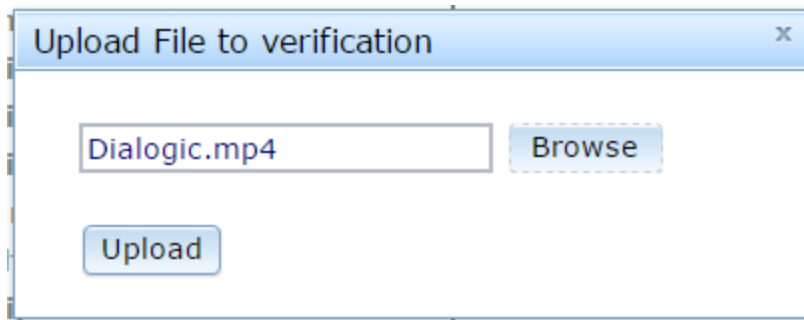 Upload File to verification
x
Dialogic.mp4
Browse
Upload